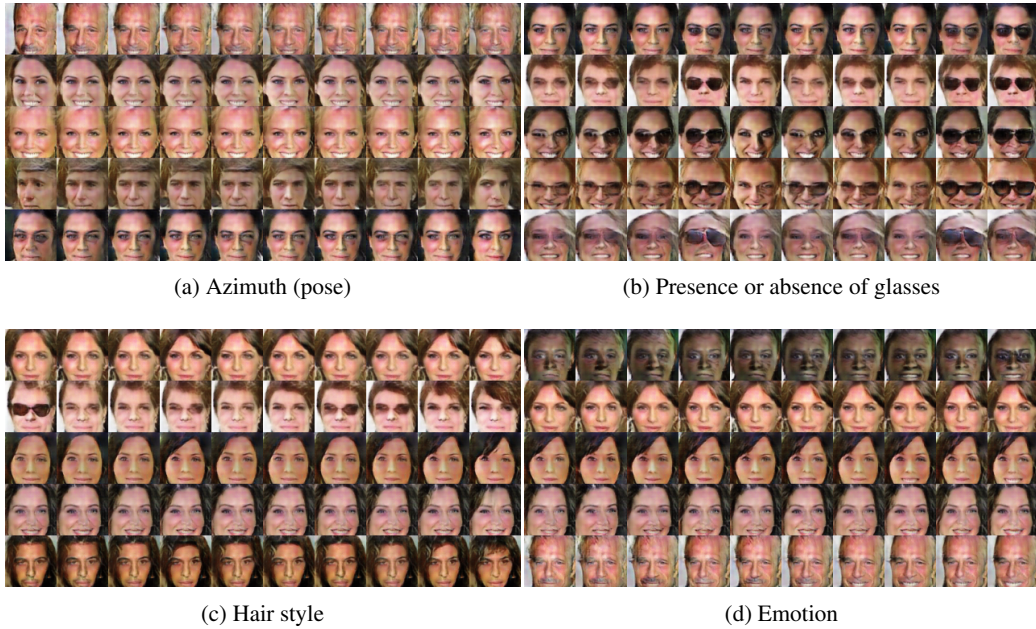 (a) Azimuth (pose)
(b) Presence or absence of glasses
(c) Hair style
(d) Emotion